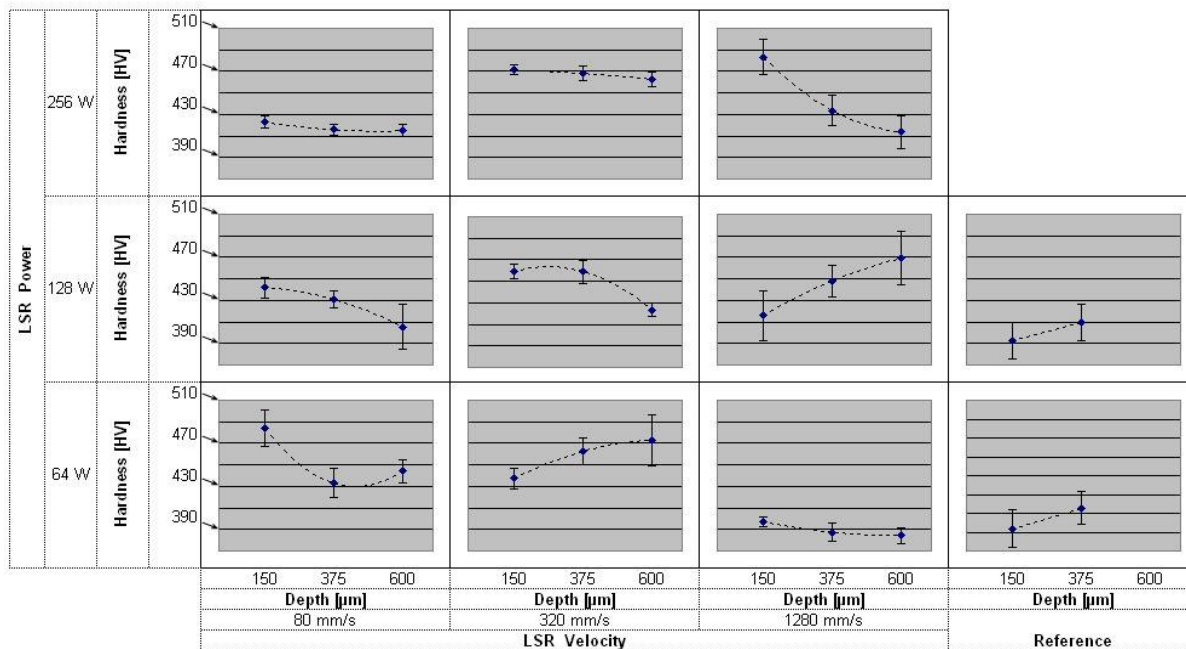 LSR Power
256 W
Hardness [HV]
510
470
430
390
128 W
Hardness [HV]
510
470
430
390
64 W
Hardness [HV]
510
470
430
390
150 375 600 150 375 600 150 375 600 150 375 600
Depth [µm] Depth [µm] Depth [µm] Depth [µm]
80 mm/s 320 mm/s 1280 mm/s
LSR Velocity Reference